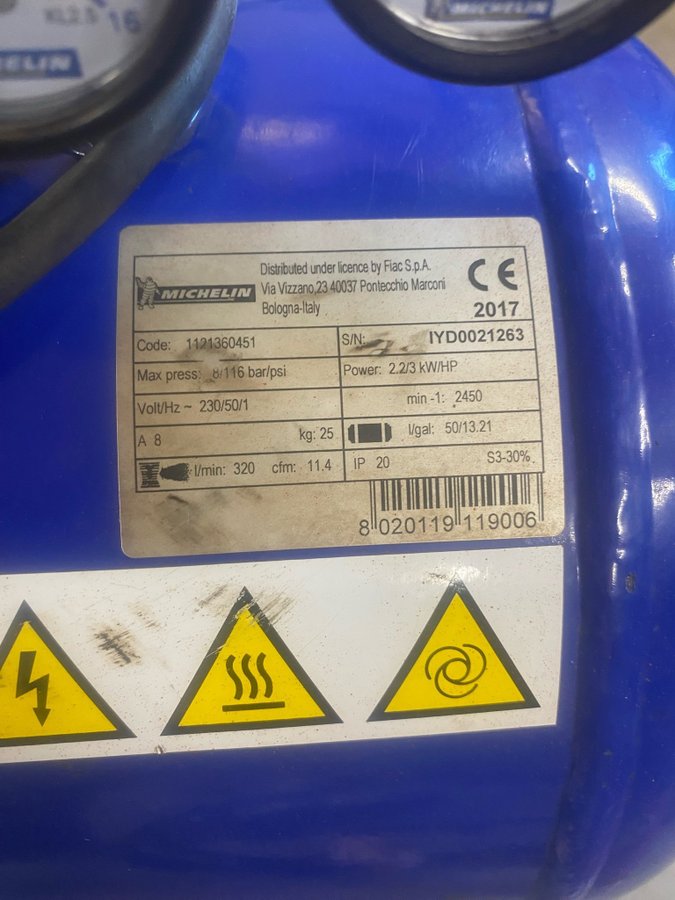 XL2.5 16
MICHELIN
MICHELIN
Distributed under licence by Fiac S.p.A.
Via Vizzano,23 40037 Pontecchio Marconi
Bologna-Italy
MICHELIN
CE
2017
Code: 1121360451
S/N: IYD0021263
Max press: 8/116 bar/psi
Power: 2.2/3 kW/HP
Volt/Hz ~ 230/50/1
min -1: 2450
A 8 kg: 25
l/gal: 50/13.21
l/min: 320 cfm: 11.4
IP 20 S3-30%
8 020119 119006